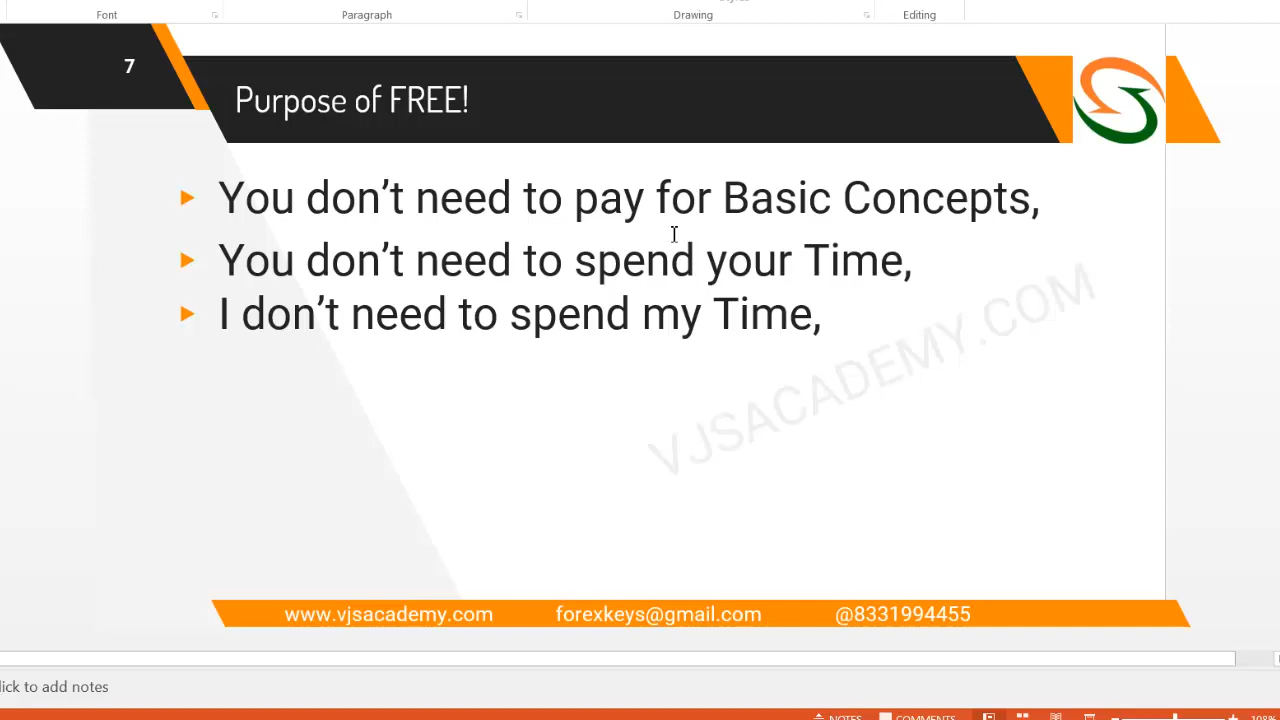 Font Paragraph Drawing Editing
7
Purpose of FREE!
You don’t need to pay for Basic Concepts,
You don’t need to spend your Time,
I don’t need to spend my Time,
VJSACADEMY.COM
www.vjsacademy.com forexkeys@gmail.com @8331994455
lick to add notes
NOTES COMMENTS 108%